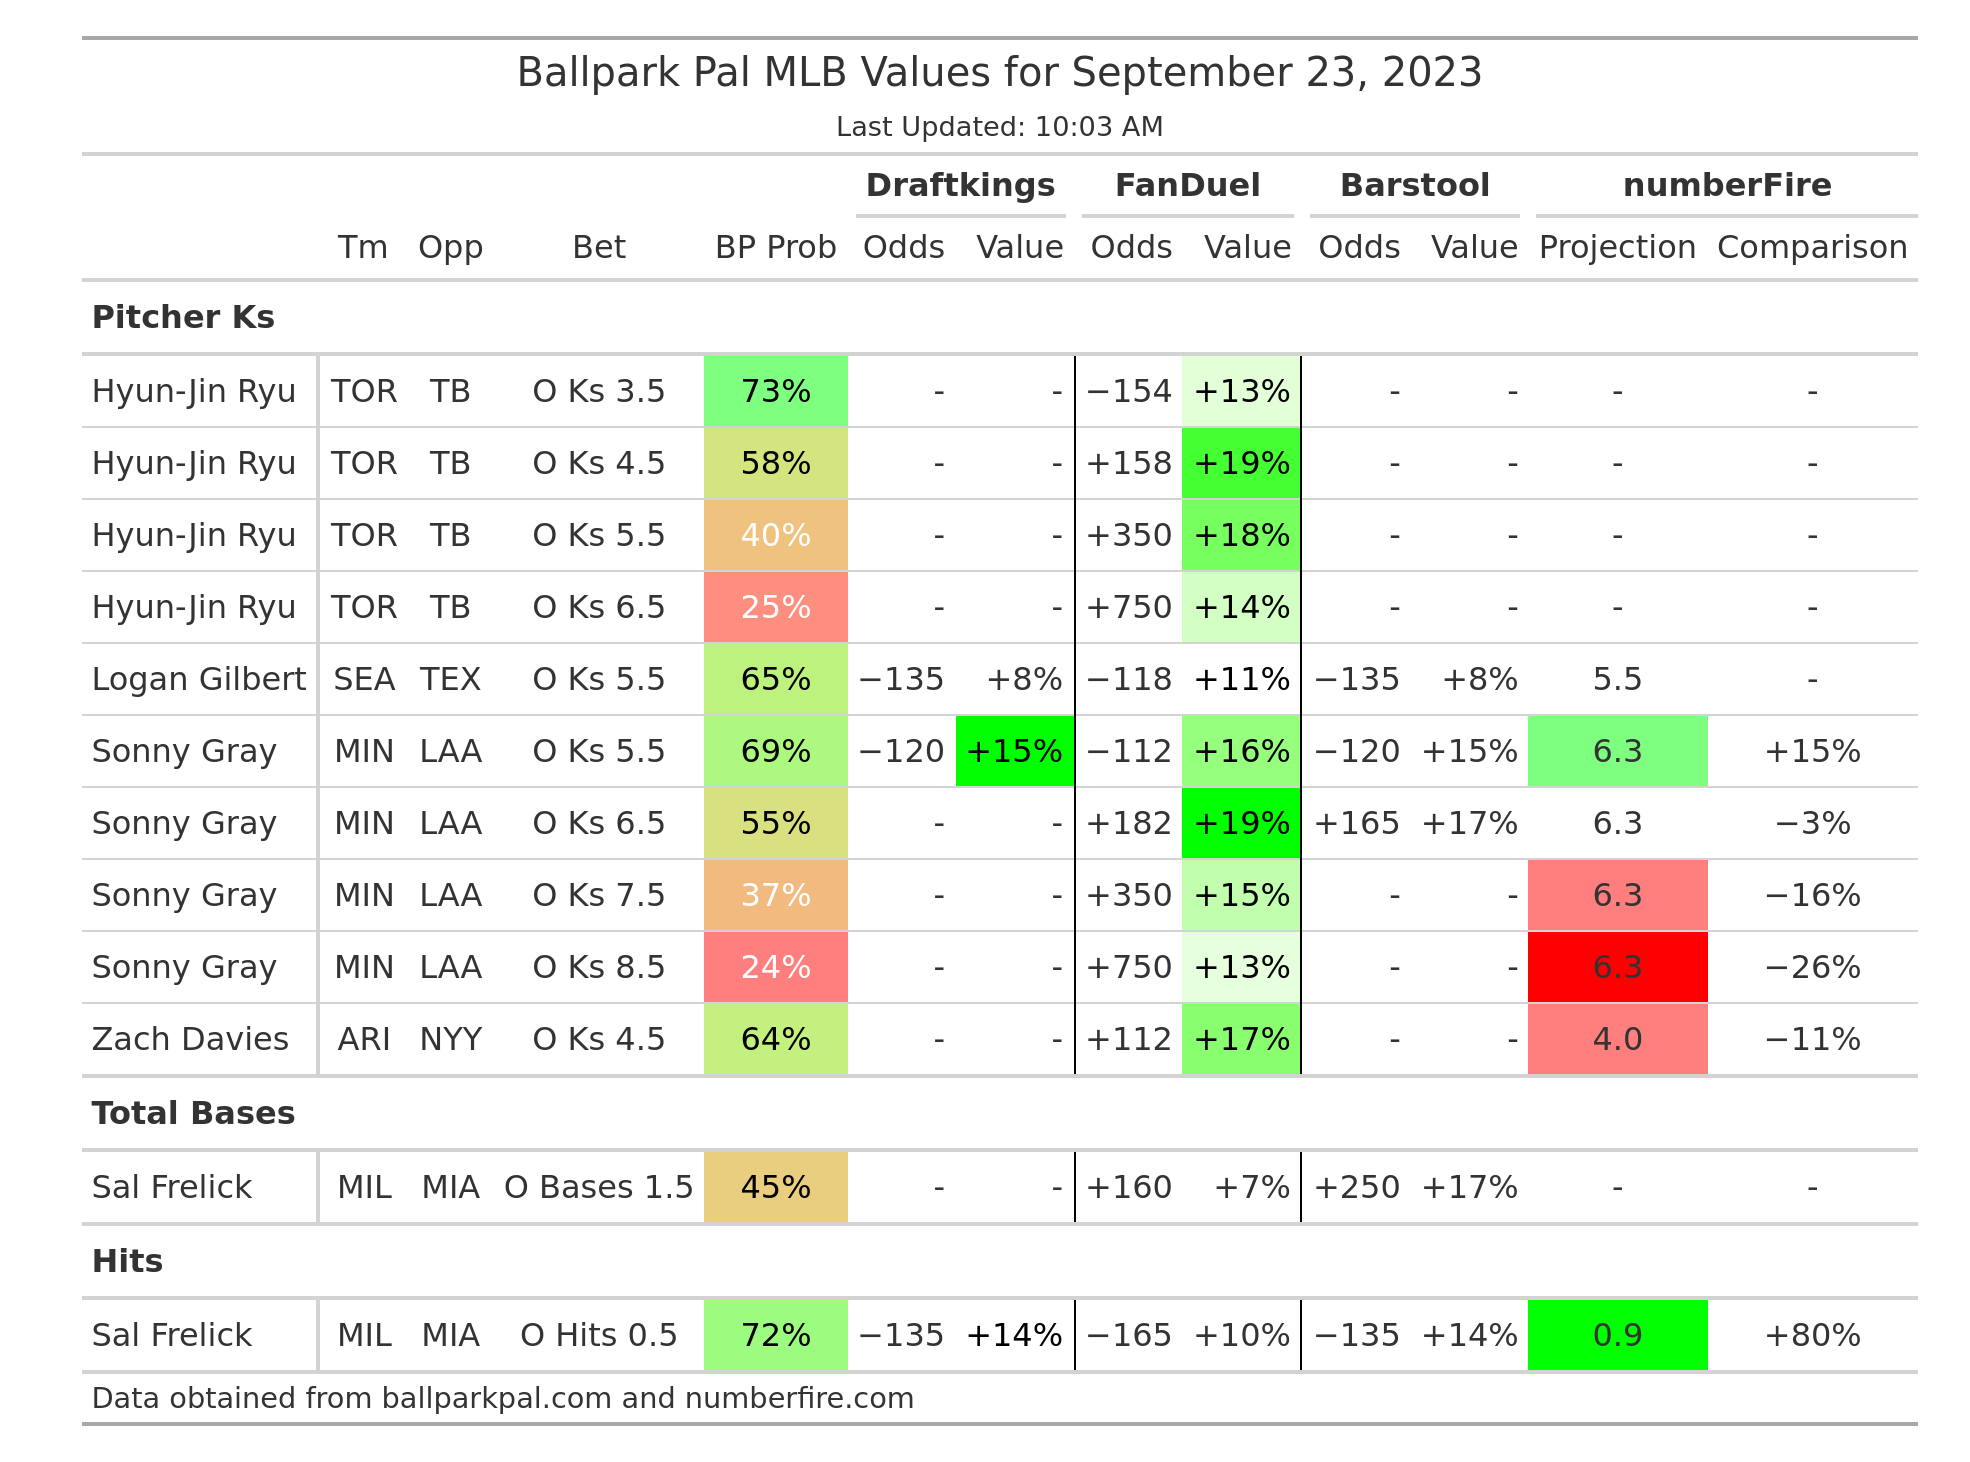 Ballpark Pal MLB Values for September 23, 2023
Last Updated: 10:03 AM
Draftkings FanDuel Barstool numberFire
Tm Opp Bet BP Prob Odds Value Odds Value Odds Value Projection Comparison
Pitcher Ks
Hyun-Jin Ryu TOR TB O Ks 3.5 73% - - −154 +13% - - - -
Hyun-Jin Ryu TOR TB O Ks 4.5 58% - - +158 +19% - - - -
Hyun-Jin Ryu TOR TB O Ks 5.5 40% - - +350 +18% - - - -
Hyun-Jin Ryu TOR TB O Ks 6.5 25% - - +750 +14% - - - -
Logan Gilbert SEA TEX O Ks 5.5 65% −135 +8% −118 +11% −135 +8% 5.5 -
Sonny Gray MIN LAA O Ks 5.5 69% −120 +15% −112 +16% −120 +15% 6.3 +15%
Sonny Gray MIN LAA O Ks 6.5 55% - - +182 +19% +165 +17% 6.3 −3%
Sonny Gray MIN LAA O Ks 7.5 37% - - +350 +15% - - 6.3 −16%
Sonny Gray MIN LAA O Ks 8.5 24% - - +750 +13% - - 6.3 −26%
Zach Davies ARI NYY O Ks 4.5 64% - - +112 +17% - - 4.0 −11%
Total Bases
Sal Frelick MIL MIA O Bases 1.5 45% - - +160 +7% +250 +17% - -
Hits
Sal Frelick MIL MIA O Hits 0.5 72% −135 +14% −165 +10% −135 +14% 0.9 +80%
Data obtained from ballparkpal.com and numberfire.com